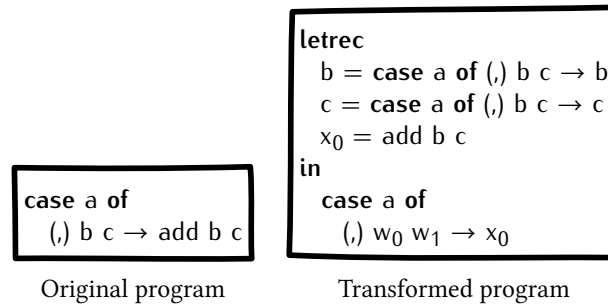 case a of
(,) b c → add b c
Original program
letrec
b = case a of (,) b c → b
c = case a of (,) b c → c
x₀ = add b c
in
case a of
(,) w₀ w₁ → x₀
Transformed program